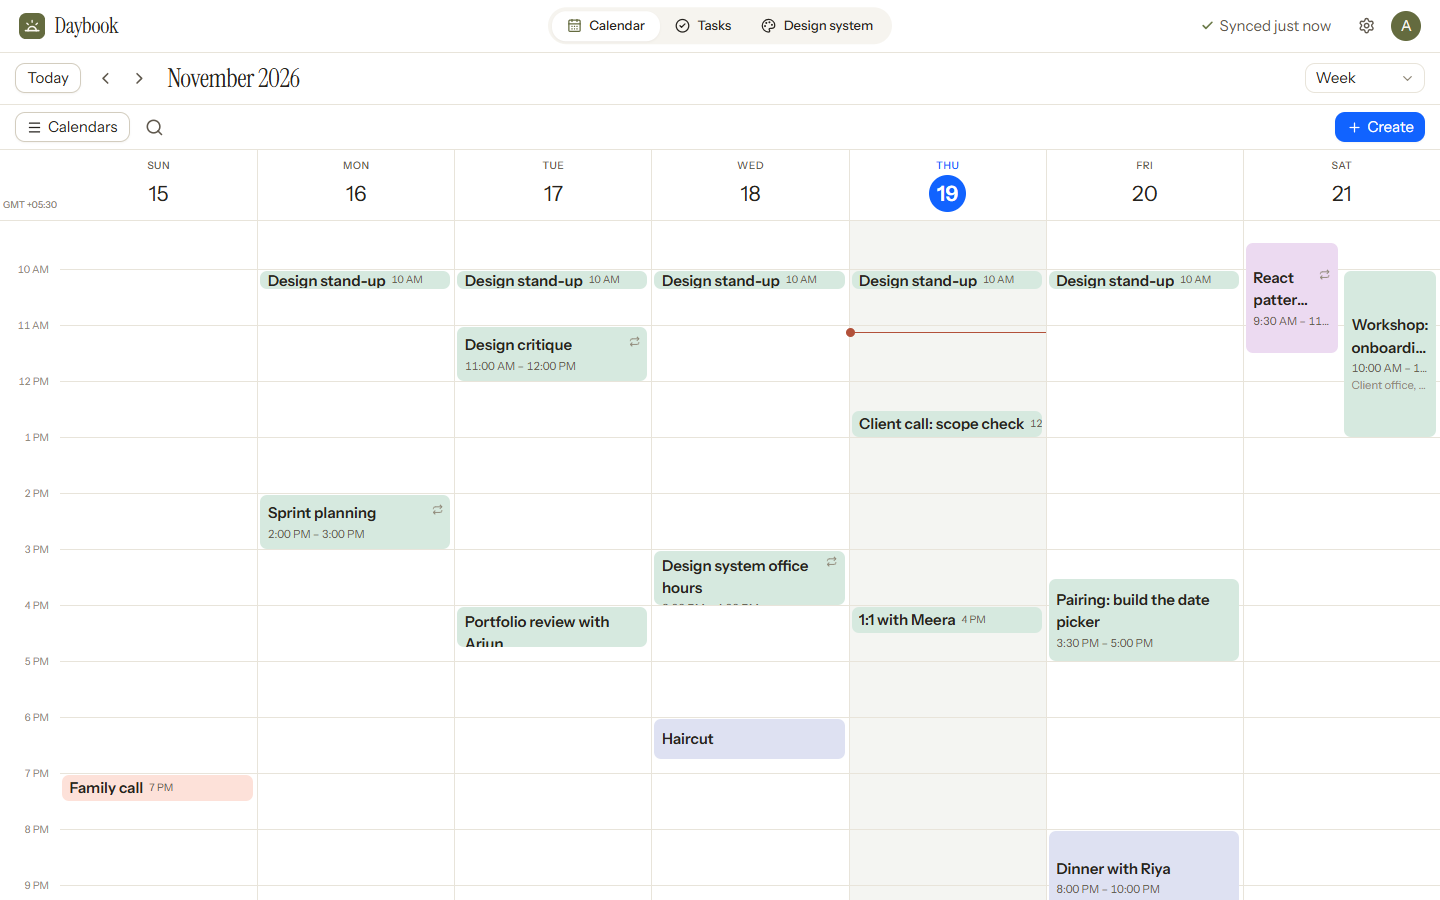 Daybook
Calendar
Tasks
Design system
Synced just now
A
Today
November 2026
Week
Calendars
Create
GMT +05:30
SUN
15
MON
16
TUE
17
WED
18
THU
19
FRI
20
SAT
21
10 AM
11 AM
12 PM
1 PM
2 PM
3 PM
4 PM
5 PM
6 PM
7 PM
8 PM
9 PM
Family call 7 PM
Design stand-up 10 AM
Sprint planning
2:00 PM – 3:00 PM
Design stand-up 10 AM
Design critique
11:00 AM – 12:00 PM
Portfolio review with
Arjun
Design stand-up 10 AM
Design system office
hours
Haircut
Design stand-up 10 AM
Client call: scope check 12
1:1 with Meera 4 PM
Design stand-up 10 AM
Pairing: build the date
picker
3:30 PM – 5:00 PM
Dinner with Riya
8:00 PM – 10:00 PM
React
patter...
9:30 AM – 11...
Workshop:
onboardi...
10:00 AM – 1...
Client office, ...